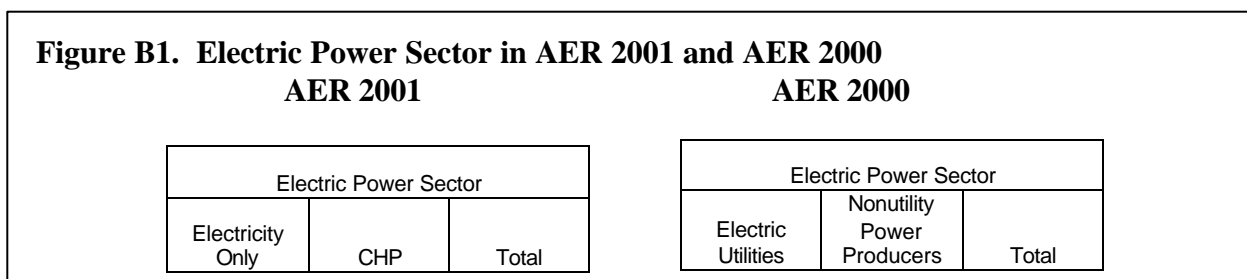 Figure B1. Electric Power Sector in AER 2001 and AER 2000
AER 2001 AER 2000
Electric Power Sector
Electricity Only CHP Total
Electric Power Sector
Electric Utilities Nonutility Power Producers Total